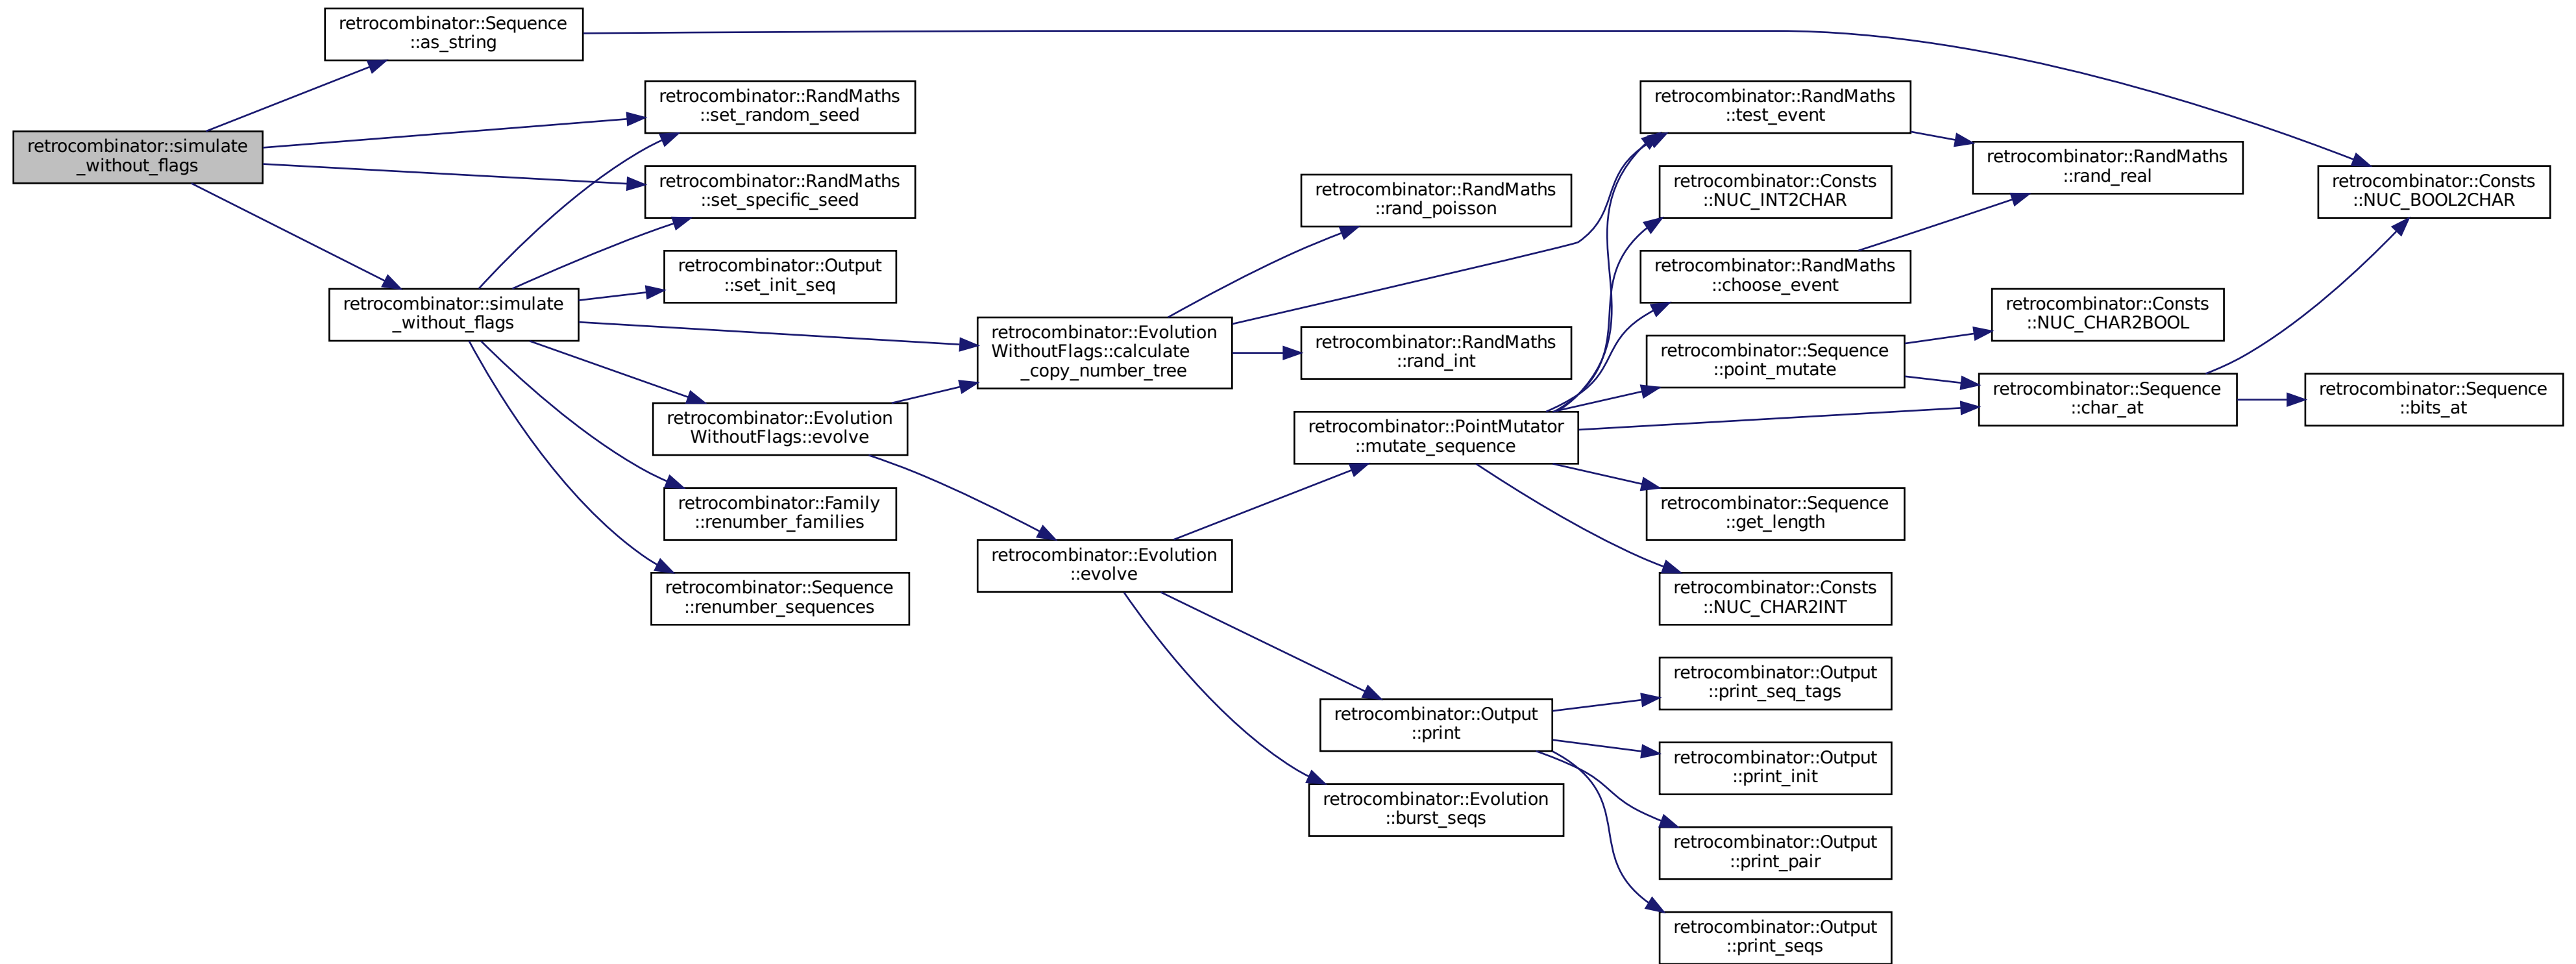 retrocombinator::simulate
_without_flags
retrocombinator::Sequence
::as_string
retrocombinator::RandMaths
::set_random_seed
retrocombinator::RandMaths
::set_specific_seed
retrocombinator::simulate
_without_flags
retrocombinator::Output
::set_init_seq
retrocombinator::Evolution
WithoutFlags::evolve
retrocombinator::Family
::renumber_families
retrocombinator::Sequence
::renumber_sequences
retrocombinator::Evolution
WithoutFlags::calculate
_copy_number_tree
retrocombinator::Evolution
::evolve
retrocombinator::RandMaths
::rand_poisson
retrocombinator::RandMaths
::rand_int
retrocombinator::PointMutator
::mutate_sequence
retrocombinator::Output
::print
retrocombinator::Evolution
::burst_seqs
retrocombinator::RandMaths
::test_event
retrocombinator::Consts
::NUC_INT2CHAR
retrocombinator::RandMaths
::choose_event
retrocombinator::Sequence
::point_mutate
retrocombinator::Sequence
::get_length
retrocombinator::Consts
::NUC_CHAR2INT
retrocombinator::Output
::print_seq_tags
retrocombinator::Output
::print_init
retrocombinator::Output
::print_pair
retrocombinator::Output
::print_seqs
retrocombinator::RandMaths
::rand_real
retrocombinator::Consts
::NUC_CHAR2BOOL
retrocombinator::Sequence
::char_at
retrocombinator::Consts
::NUC_BOOL2CHAR
retrocombinator::Sequence
::bits_at